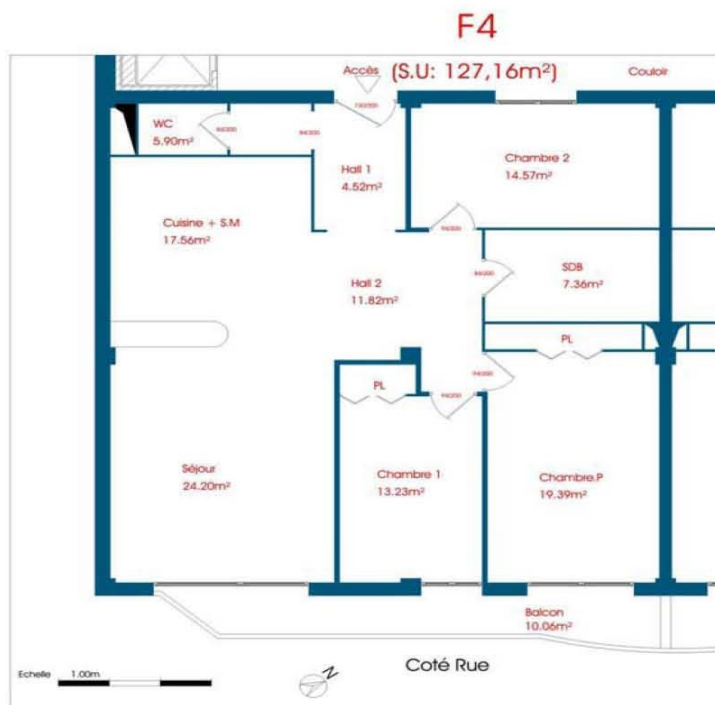 F4
Accès
(S.U: 127,16m²)
Couloir
WC
5.90m²
Hall 1
4.52m²
Chambre 2
14.57m²
Cuisine + S.M
17.56m²
Hall 2
11.82m²
SDB
7.36m²
PL
PL
Séjour
24.20m²
Chambre 1
13.23m²
Chambre.P
19.39m²
Balcon
10.06m²
Coté Rue
Echelle
1.00m
N